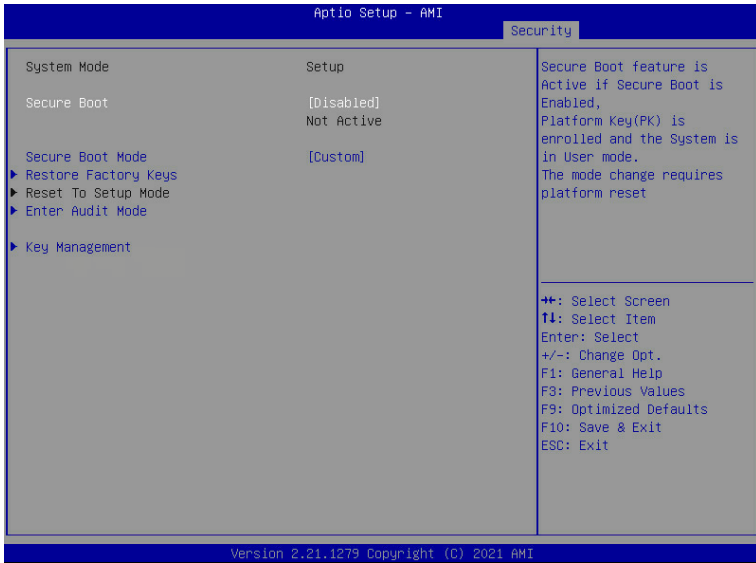 Aptio Setup - AMI
Security
System Mode Setup
Secure Boot [Disabled]
Not Active
Secure Boot Mode [Custom]
Restore Factory Keys
Reset To Setup Mode
Enter Audit Mode
Key Management
Secure Boot feature is
Active if Secure Boot is
Enabled,
Platform Key(PK) is
enrolled and the System is
in User mode.
The mode change requires
platform reset
→←: Select Screen
↑↓: Select Item
Enter: Select
+/-: Change Opt.
F1: General Help
F3: Previous Values
F9: Optimized Defaults
F10: Save & Exit
ESC: Exit
Version 2.21.1279 Copyright (C) 2021 AMI